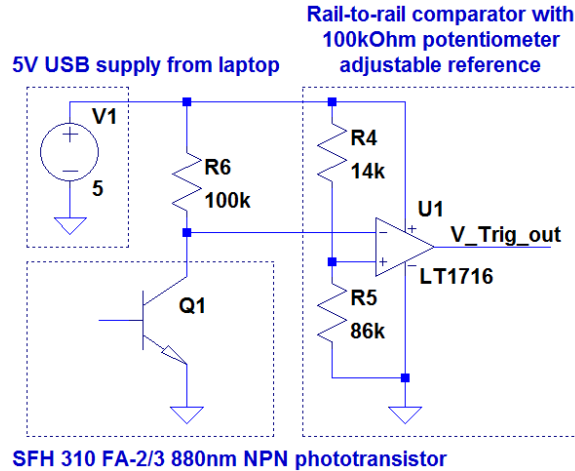 Rail-to-rail comparator with
100kOhm potentiometer
adjustable reference
5V USB supply from laptop
V1
+
−
5
R6
100k
R4
14k
U1
−
+
+
−
V_Trig_out
LT1716
R5
86k
Q1
SFH 310 FA-2/3 880nm NPN phototransistor